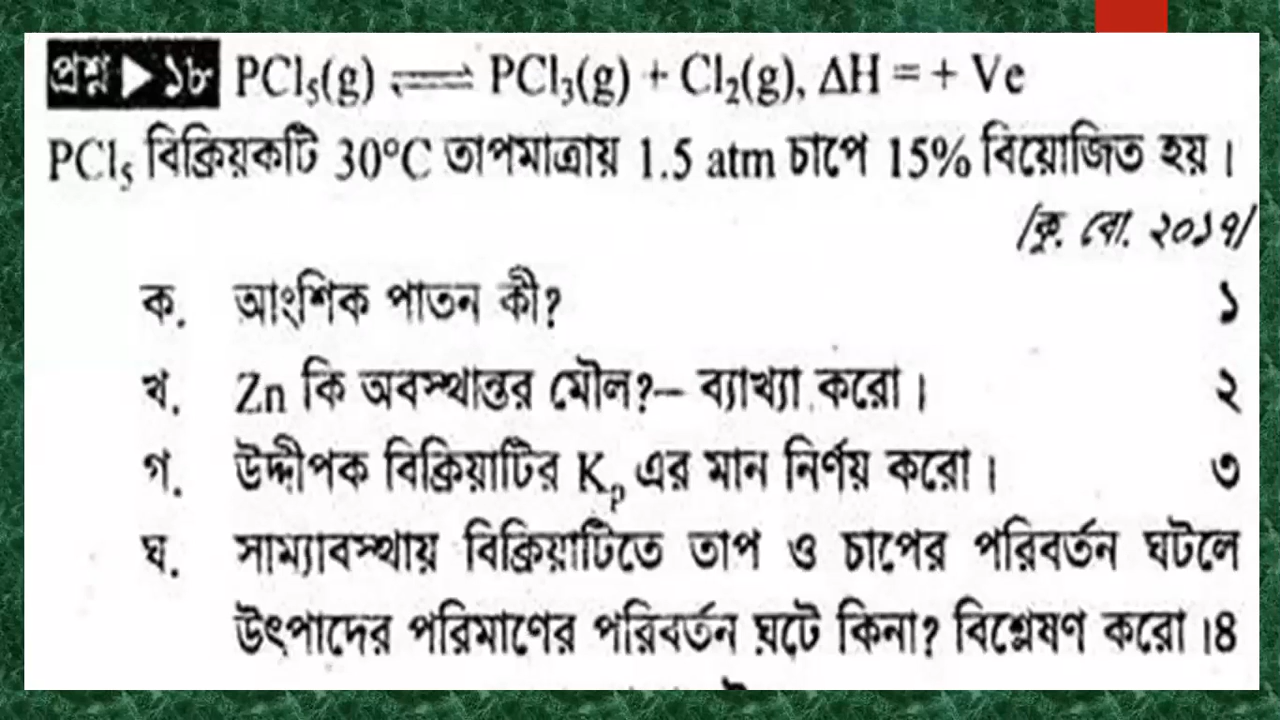 প্রশ্ন ▶ ১৮ PCl₅(g) ⇌ PCl₃(g) + Cl₂(g), ΔH = + Ve
PCl₅ বিক্রিয়কটি 30°C তাপমাত্রায় 1.5 atm চাপে 15% বিয়োজিত হয়।
/কু. বো. ২০১৭/
ক. আংশিক পাতন কী? ১
খ. Zn কি অবস্থান্তর মৌল?– ব্যাখ্যা করো। ২
গ. উদ্দীপক বিক্রিয়াটির Kₚ এর মান নির্ণয় করো। ৩
ঘ. সাম্যাবস্থায় বিক্রিয়াটিতে তাপ ও চাপের পরিবর্তন ঘটলে
উৎপাদের পরিমাণের পরিবর্তন ঘটে কিনা? বিশ্লেষণ করো।৪